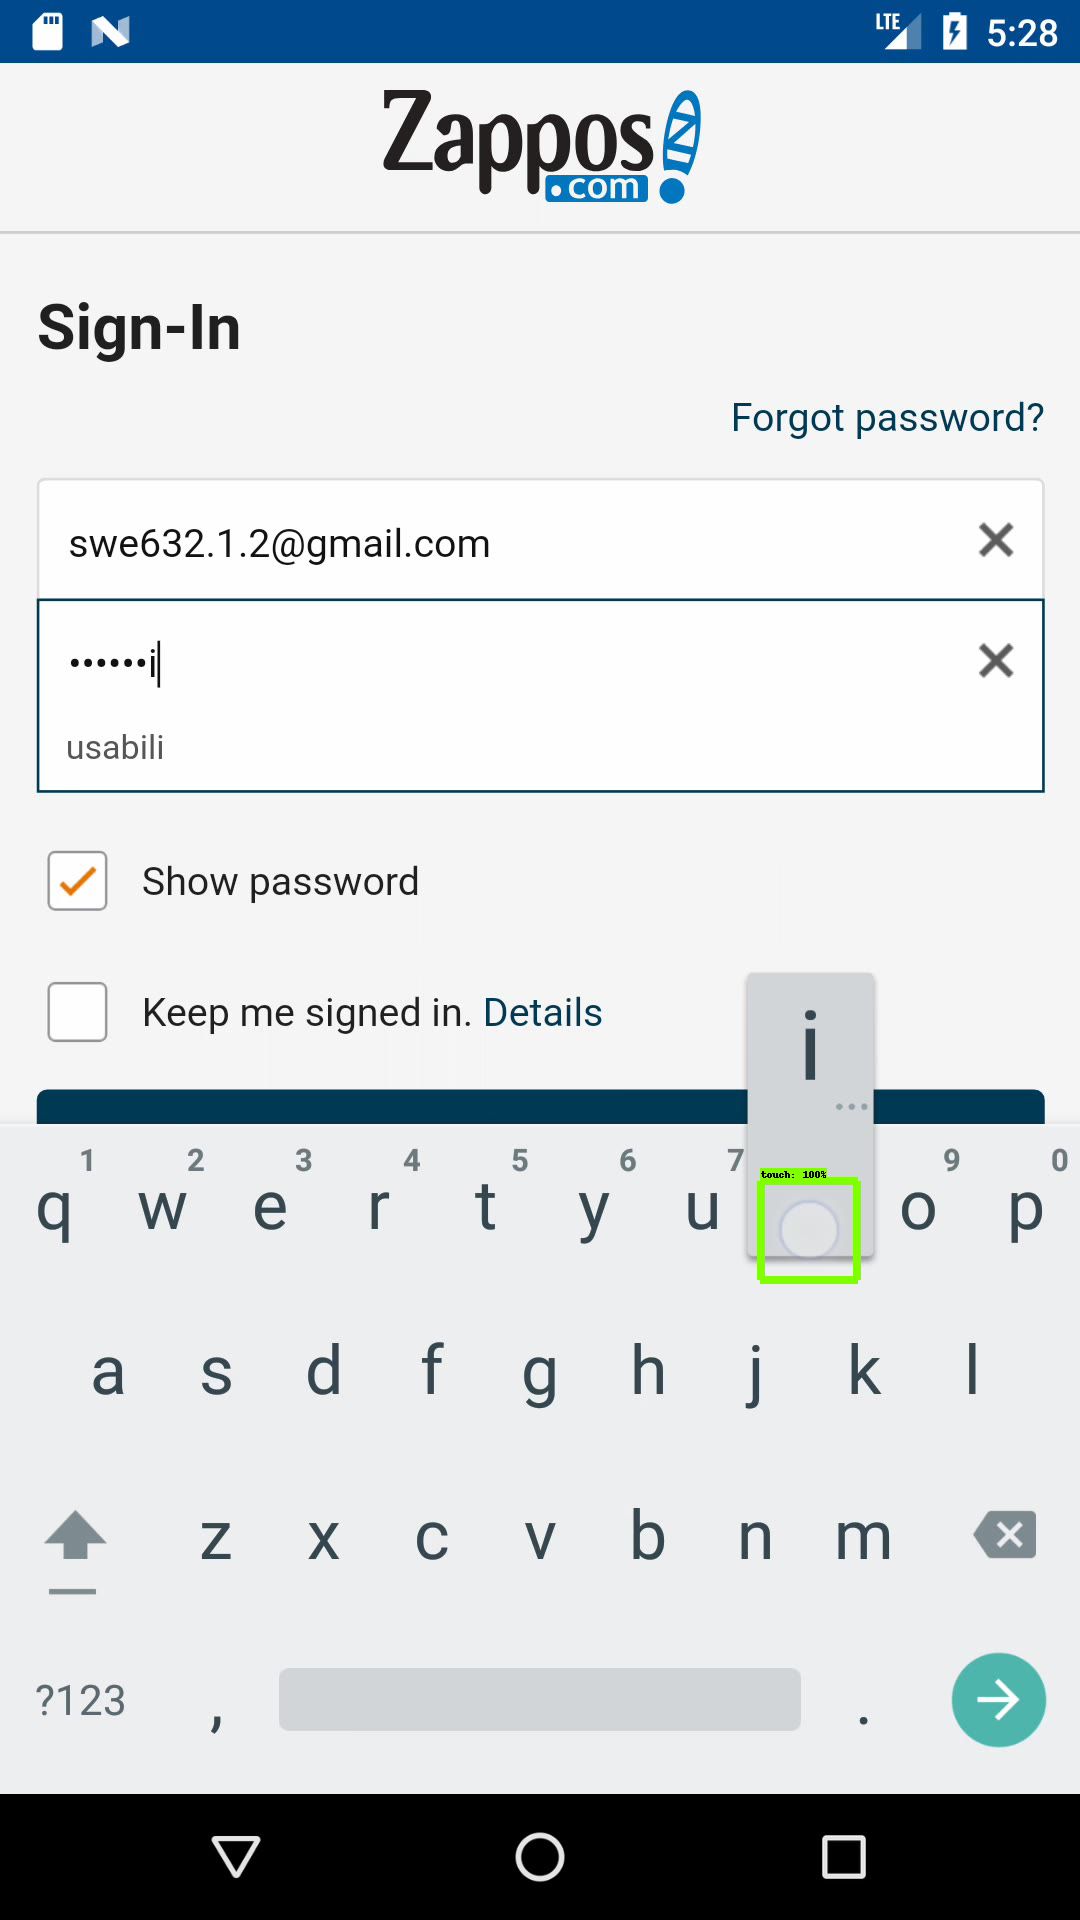 LTE 5:28
Zappos
.com
Sign-In
Forgot password?
swe632.1.2@gmail.com
••••••i
usabili
Show password
Keep me signed in. Details
i
...
touch: 100%
1 2 3 4 5 6 7 9 0
q w e r t y u o p
a s d f g h j k l
z x c v b n m
?123 , .